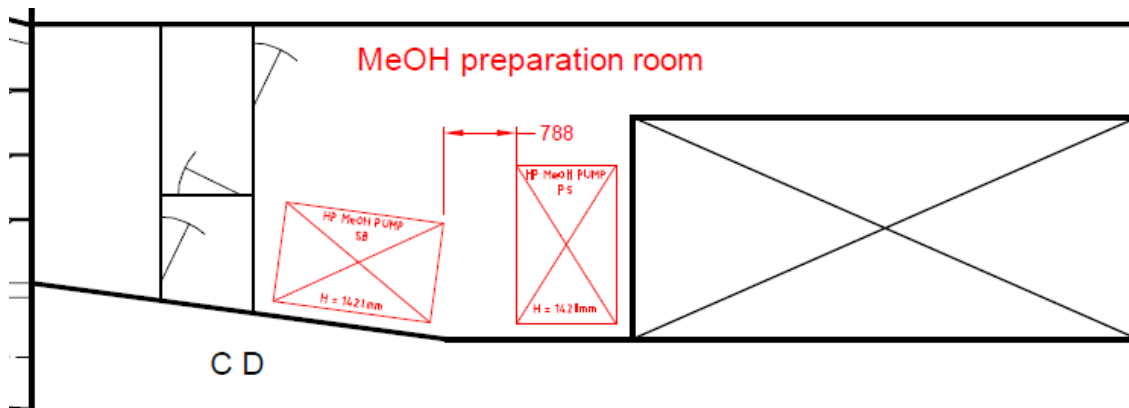 MeOH preparation room
788
HP MeOH PUMP
PS
HP MeOH PUMP
SB
H = 1421mm
H = 1421mm
C D